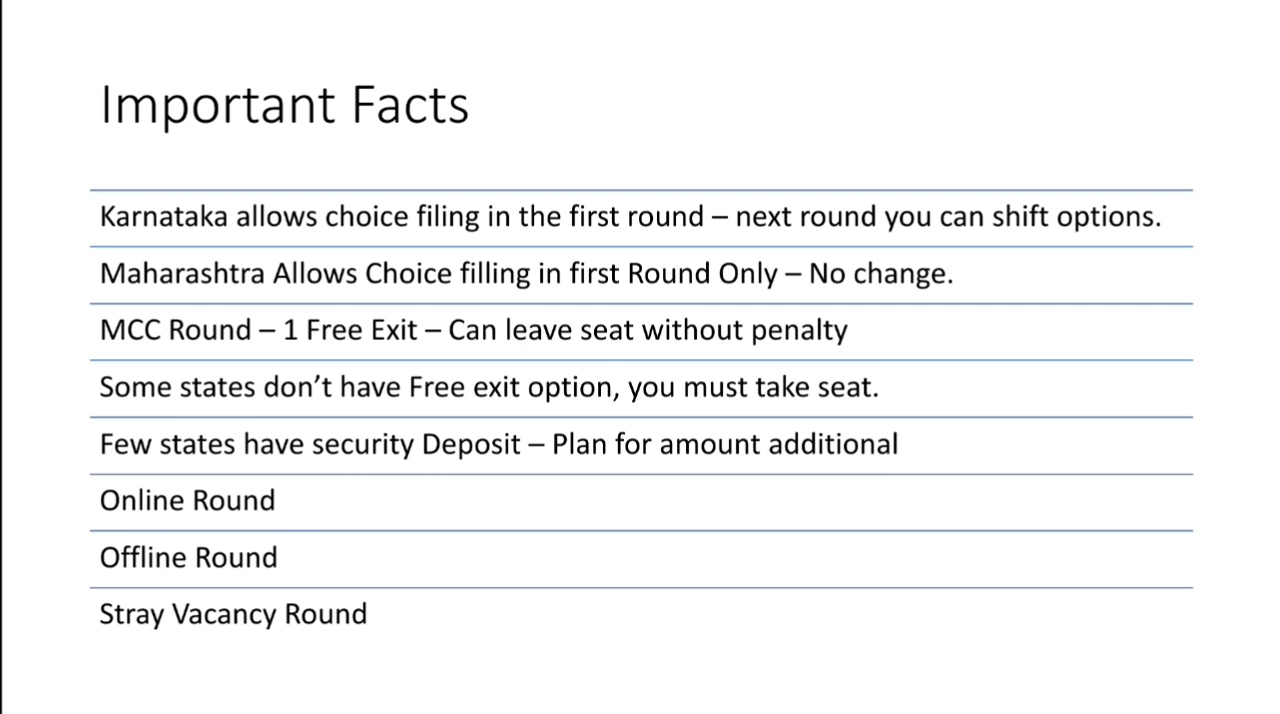 Important Facts
Karnataka allows choice filing in the first round – next round you can shift options.
Maharashtra Allows Choice filling in first Round Only – No change.
MCC Round – 1 Free Exit – Can leave seat without penalty
Some states don’t have Free exit option, you must take seat.
Few states have security Deposit – Plan for amount additional
Online Round
Offline Round
Stray Vacancy Round